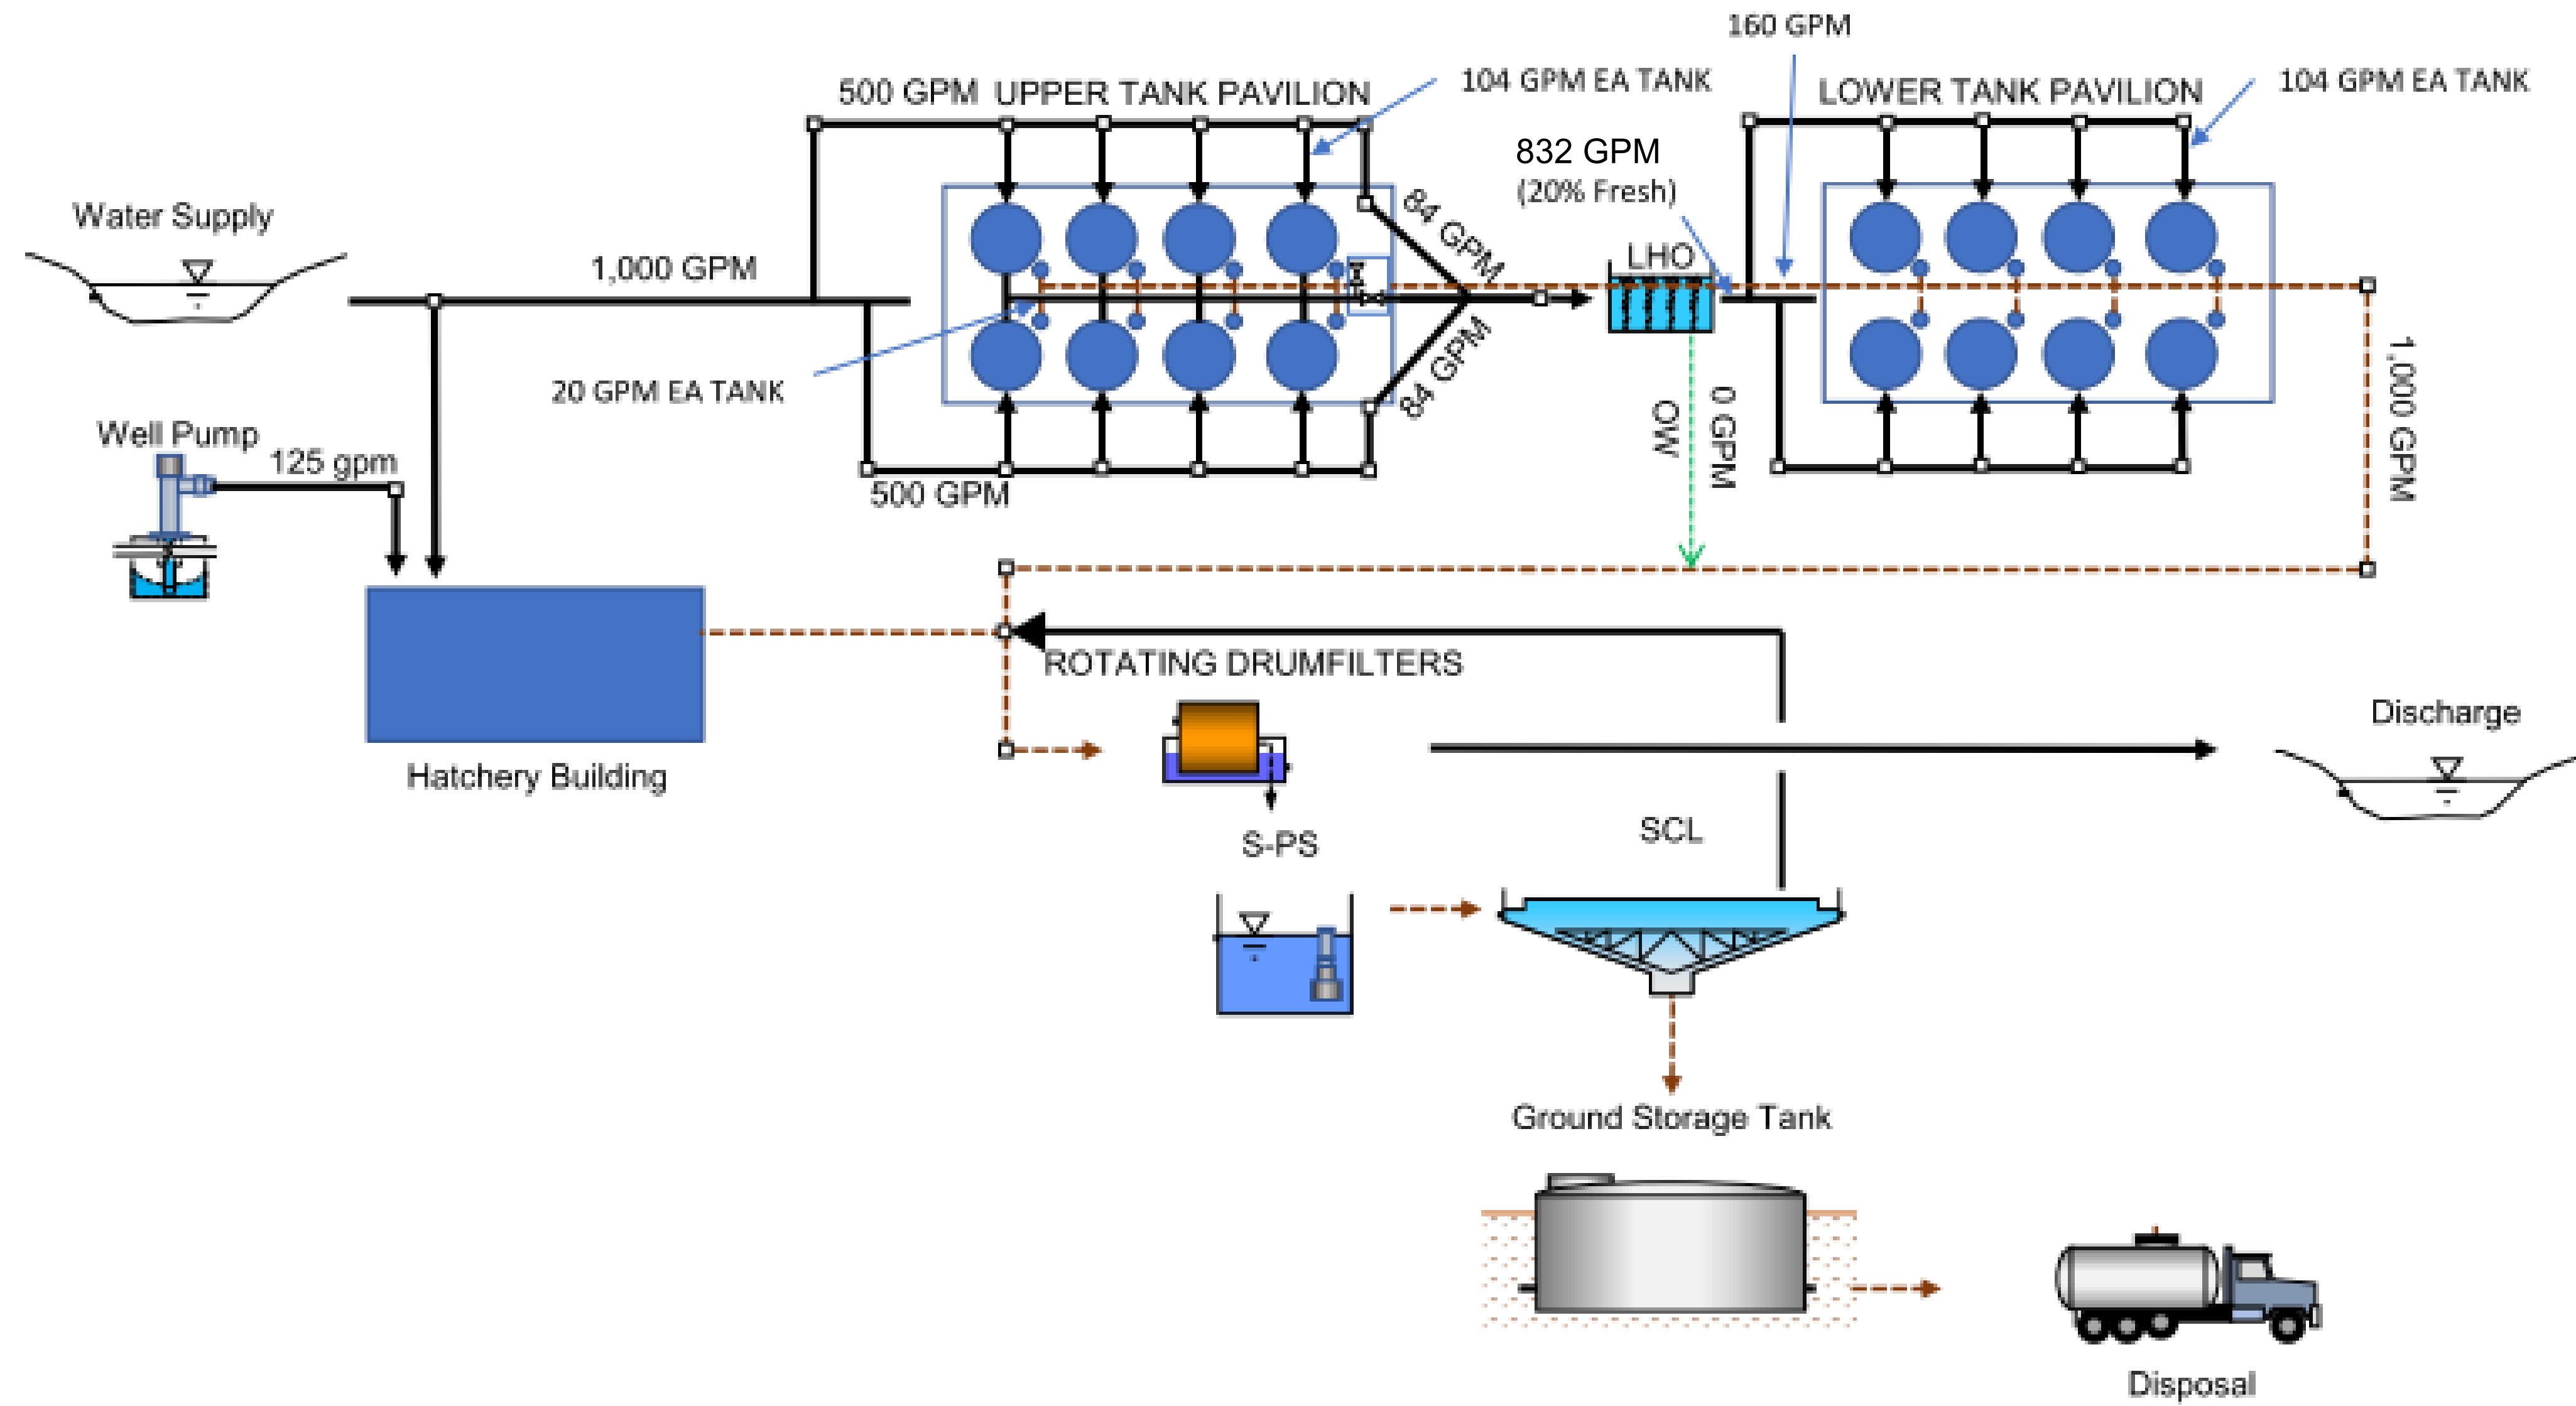 160 GPM
500 GPM UPPER TANK PAVILION
104 GPM EA TANK
LOWER TANK PAVILION
104 GPM EA TANK
832 GPM
(20% Fresh)
Water Supply
84 GPM
LHO
1,000 GPM
20 GPM EA TANK
84 GPM
0 GPM
OW
1,000 GPM
Well Pump
125 gpm
500 GPM
ROTATING DRUMFILTERS
Hatchery Building
Discharge
S-PS
SCL
Ground Storage Tank
Disposal